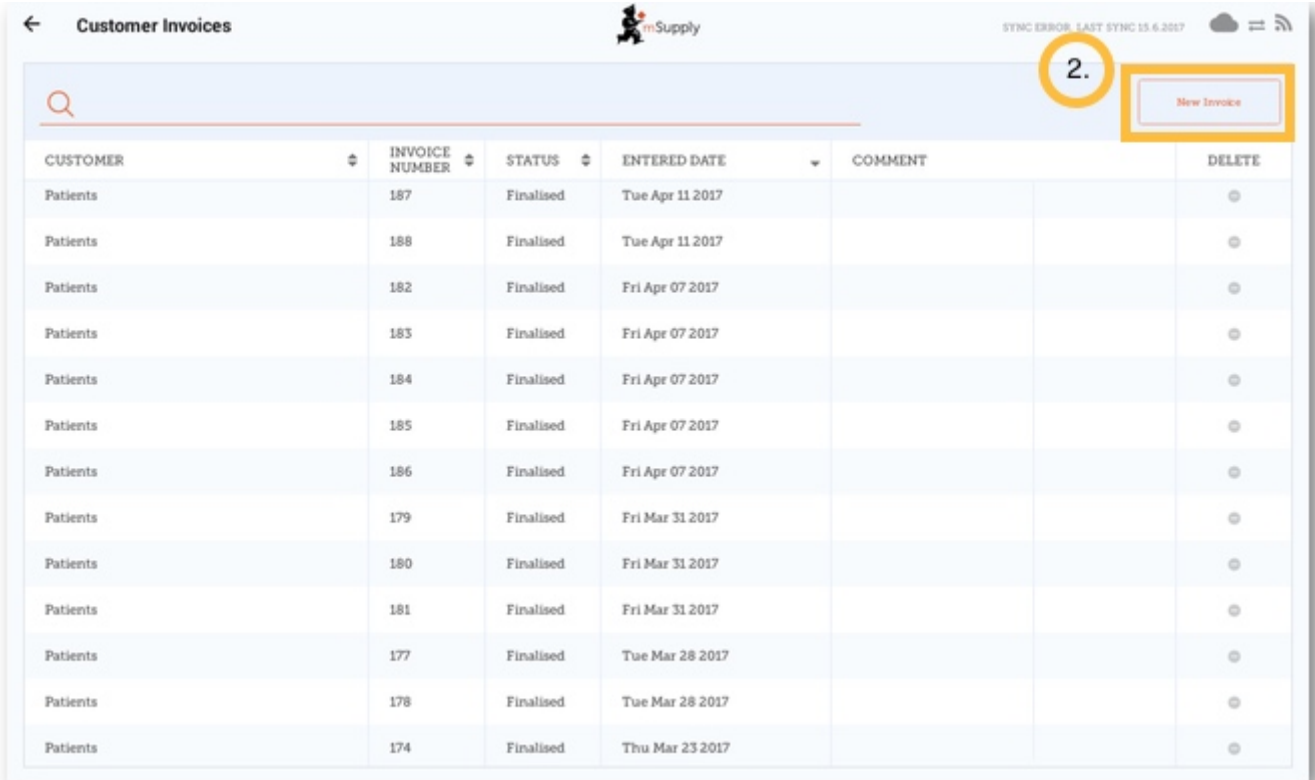 Customer Invoices
mSupply
SYNC ERROR. LAST SYNC 15.6.2017
2.
New Invoice
CUSTOMER INVOICE NUMBER STATUS ENTERED DATE COMMENT DELETE
Patients 187 Finalised Tue Apr 11 2017
Patients 188 Finalised Tue Apr 11 2017
Patients 182 Finalised Fri Apr 07 2017
Patients 183 Finalised Fri Apr 07 2017
Patients 184 Finalised Fri Apr 07 2017
Patients 185 Finalised Fri Apr 07 2017
Patients 186 Finalised Fri Apr 07 2017
Patients 179 Finalised Fri Mar 31 2017
Patients 180 Finalised Fri Mar 31 2017
Patients 181 Finalised Fri Mar 31 2017
Patients 177 Finalised Tue Mar 28 2017
Patients 178 Finalised Tue Mar 28 2017
Patients 174 Finalised Thu Mar 23 2017